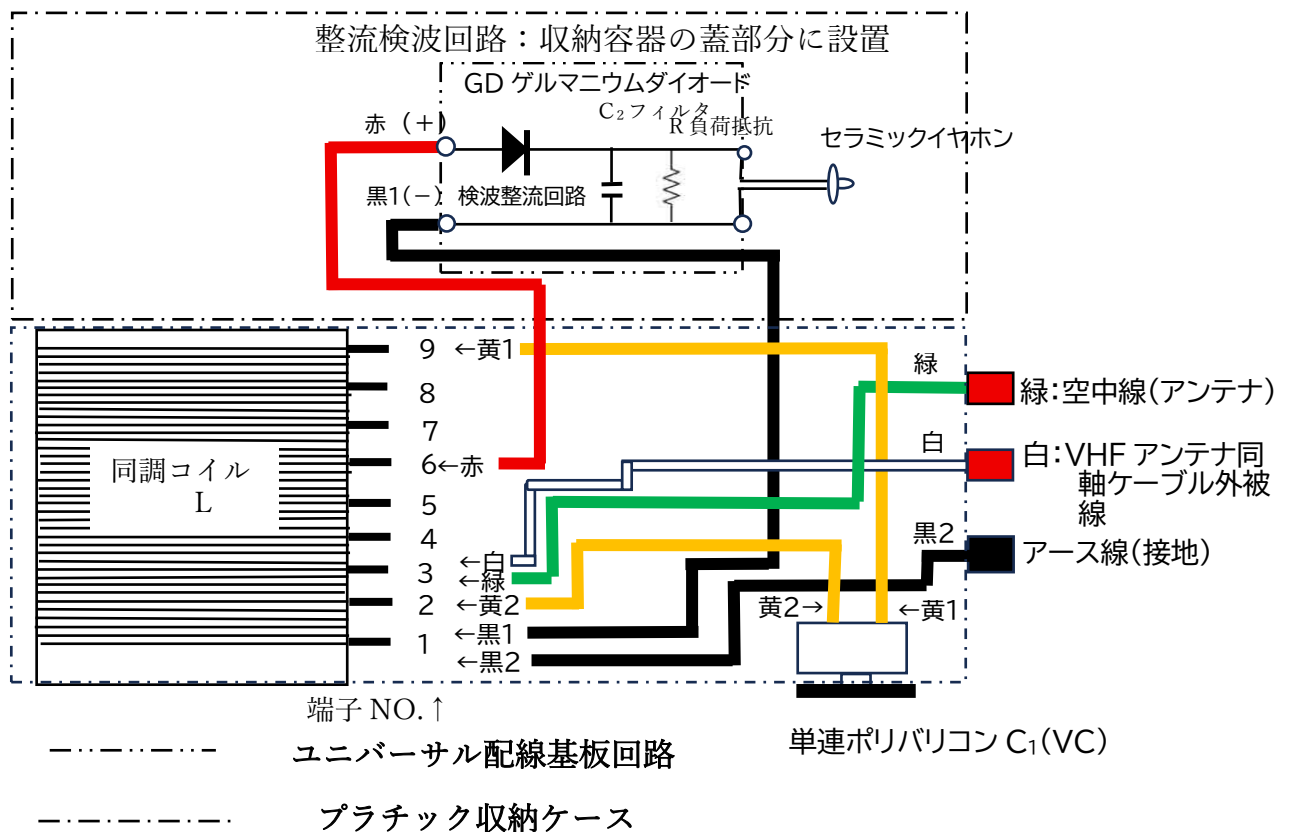 整流検波回路：収納容器の蓋部分に設置
GD ゲルマニウムダイオード
C₂フィルタ
R 負荷抵抗
赤（＋）
セラミックイヤホン
黒1(－)
検波整流回路
9 ←黄1
8
7
6←赤
5
4
←白
3
←緑
2 ←黄2
1 ←黒1
←黒2
同調コイル
L
緑
緑：空中線(アンテナ)
白
白：VHF アンテナ同
軸ケーブル外被
線
黒2
アース線(接地)
黄2→
←黄1
端子 NO.↑
単連ポリバリコン C₁(VC)
ユニバーサル配線基板回路
プラチック収納ケース